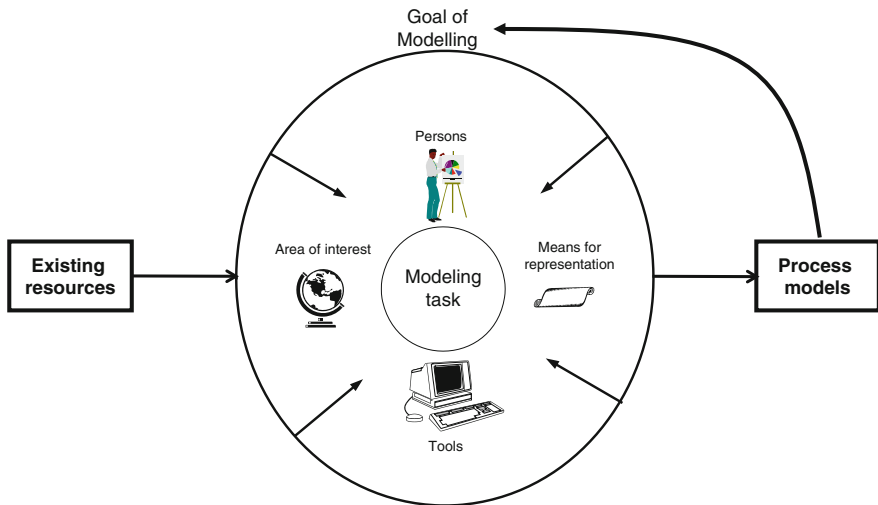 Goal of
Modelling
Persons
Area of interest
Means for
representation
Existing
resources
Modeling
task
Process
models
Tools